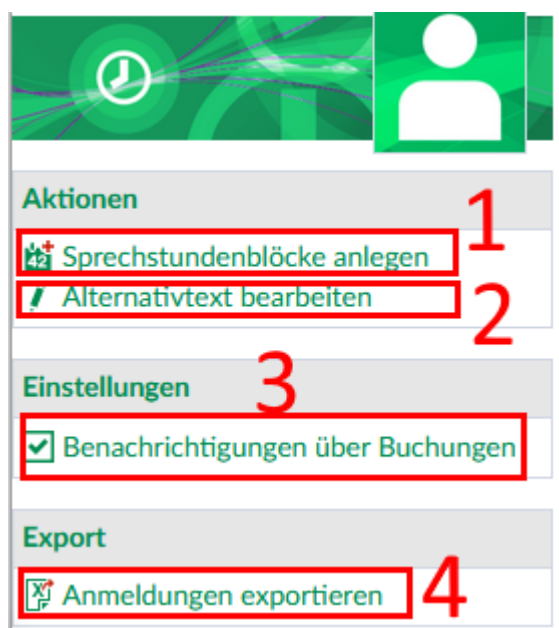 Aktionen
1
Sprechstundenblöcke anlegen
Alternativtext bearbeiten
2
3
Einstellungen
Benachrichtigungen über Buchungen
Export
4
Anmeldungen exportieren